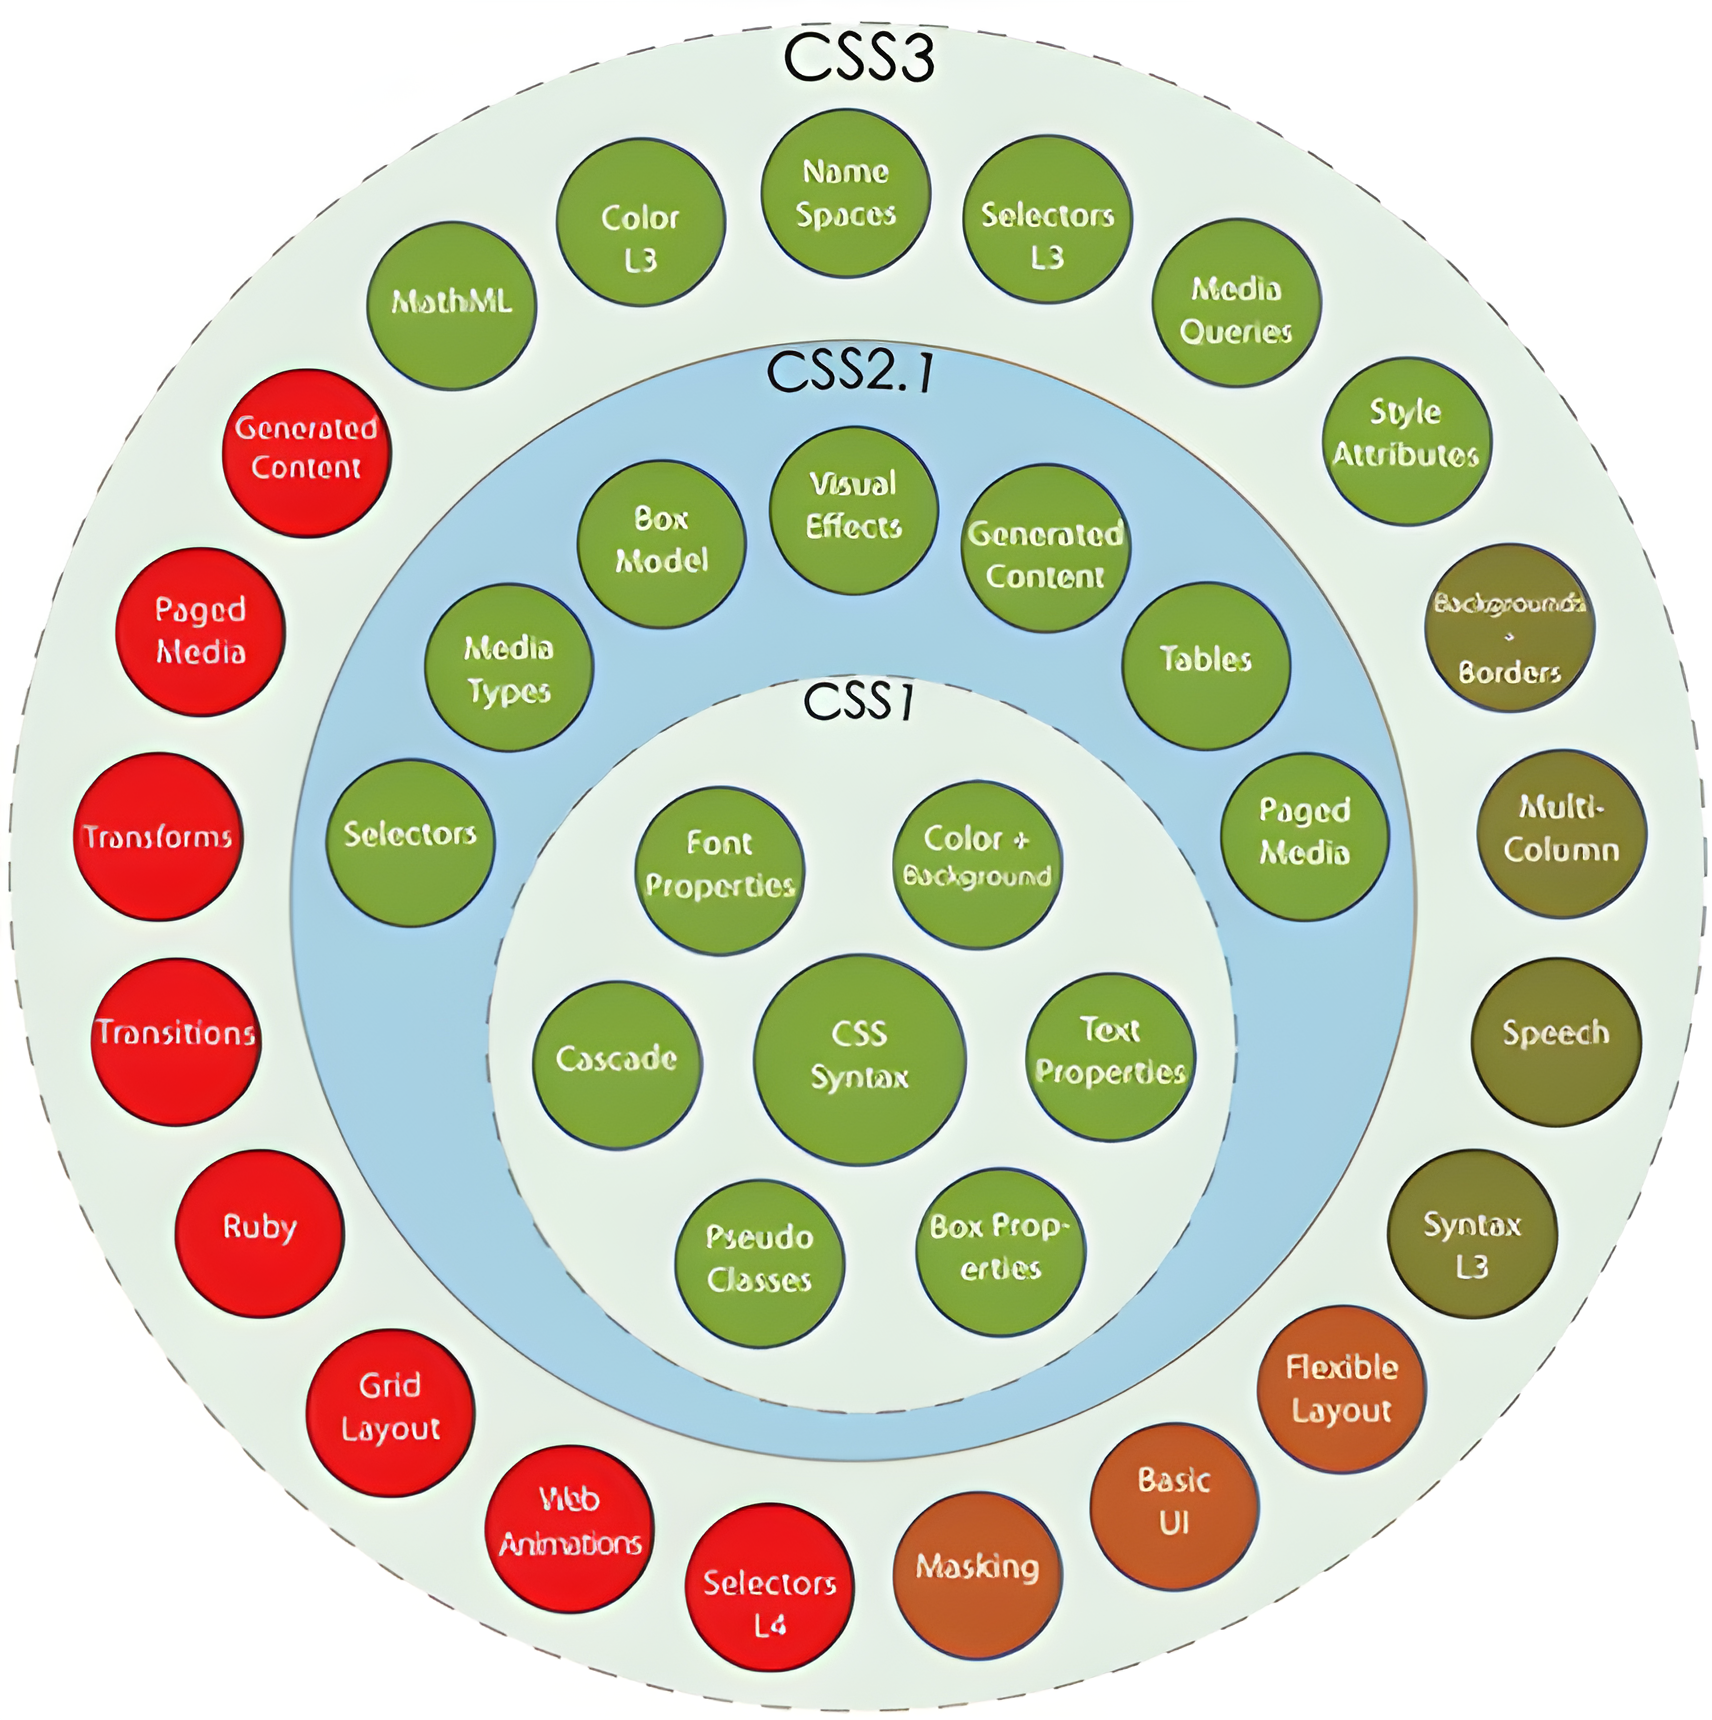 CSS3
Name
Spaces
Selectors
L3
Media
Queries
Style
Attributes
Backgrounds
+
Borders
Multi-
Column
Speech
Syntax
L3
Flexible
Layout
Basic
UI
Masking
Selectors
L4
Web
Animations
Grid
Layout
Ruby
Transitions
Transforms
Paged
Media
Generated
Content
MathML
Color
L3
CSS2.1
Visual
Effects
Generated
Content
Tables
Paged
Media
Selectors
Media
Types
Box
Model
CSS1
Font
Properties
Color +
Background
Cascade
CSS
Syntax
Text
Properties
Pseudo
Classes
Box Prop-
erties